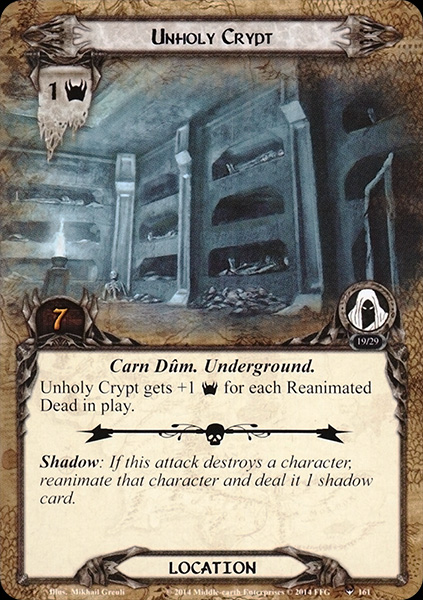 Unholy Crypt
1
7
19/29
Carn Dûm. Underground.
Unholy Crypt gets +1 for each Reanimated
Dead in play.
Shadow: If this attack destroys a character,
reanimate that character and deal it 1 shadow
card.
LOCATION
Illus. Mikhail Greuli © 2014 Middle-earth Enterprises © 2014 FFG 161